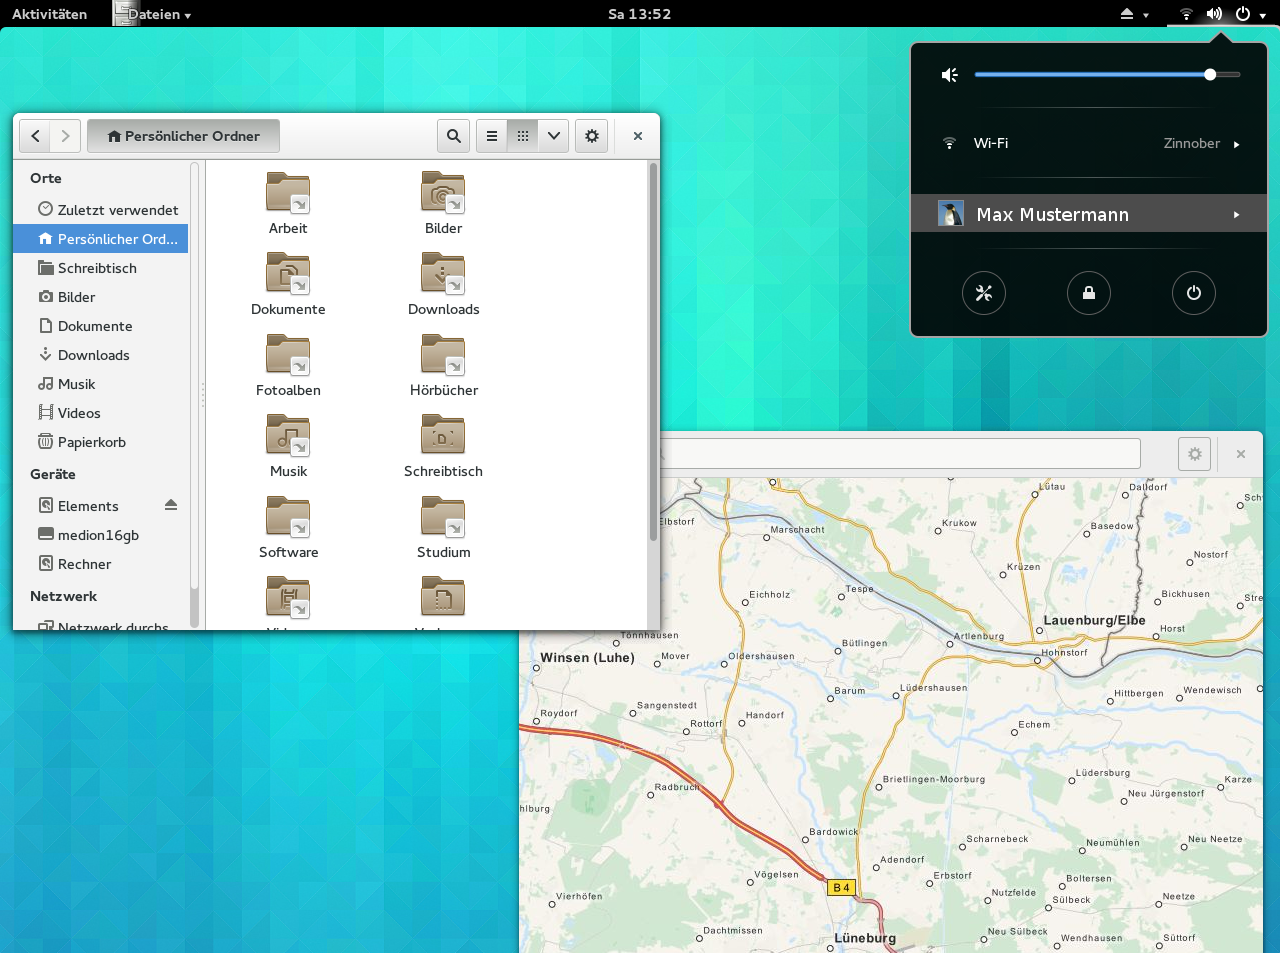 Aktivitäten
Dateien
Sa 13:52
Wi-Fi
Zinnober
Max Mustermann
Persönlicher Ordner
Orte
Zuletzt verwendet
Persönlicher Ord...
Schreibtisch
Bilder
Dokumente
Downloads
Musik
Videos
Papierkorb
Geräte
Elements
medion16gb
Rechner
Netzwerk
Netzwerk durchs
Arbeit
Bilder
Dokumente
Downloads
Fotoalben
Hörbücher
Musik
Schreibtisch
Software
Studium
Lütau
Dalldorf
Elbstorf
Marschacht
Krukow
Basedow
Nostorf
Krüzen
Eichholz
Tespe
Bickhusen
Lauenburg/Elbe
Tönnhausen
Artlenburg
Horst
Winsen (Luhe)
Mover
Oldershausen
Bütlingen
Hohnstorf
Barum
Lüdershausen
Hittbergen
Wendewisch
Sangenstedt
Roydorf
Rottorf
Handorf
Echem
Brietlingen-Moorburg
Lüdersburg
Karze
Radbruch
Neu Jürgenstorf
hlburg
Bardowick
Scharnebeck
Neumühlen
Neu Neetze
Adendorf
Vögelsen
Erbstorf
Boltersen
B 4
Vierhöfen
Nutzfelde
Sülbeck
Neetze
Dachtmissen
Lüneburg
Neu Sülbeck
Wendhausen
Süttorf